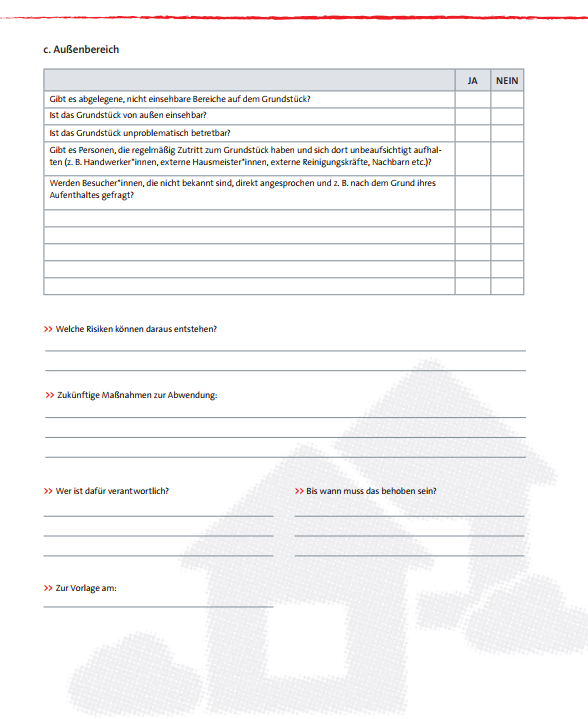 c. Außenbereich
JA NEIN
Gibt es abgelegene, nicht einsehbare Bereiche auf dem Grundstück?
Ist das Grundstück von außen einsehbar?
Ist das Grundstück unproblematisch betretbar?
Gibt es Personen, die regelmäßig Zutritt zum Grundstück haben und sich dort unbeaufsichtigt aufhal-
ten (z. B. Handwerker*innen, externe Hausmeister*innen, externe Reinigungskräfte, Nachbarn etc.)?
Werden Besucher*innen, die nicht bekannt sind, direkt angesprochen und z. B. nach dem Grund ihres
Aufenthaltes gefragt?
>> Welche Risiken können daraus entstehen?
>> Zukünftige Maßnahmen zur Abwendung:
>> Wer ist dafür verantwortlich?
>> Bis wann muss das behoben sein?
>> Zur Vorlage am: